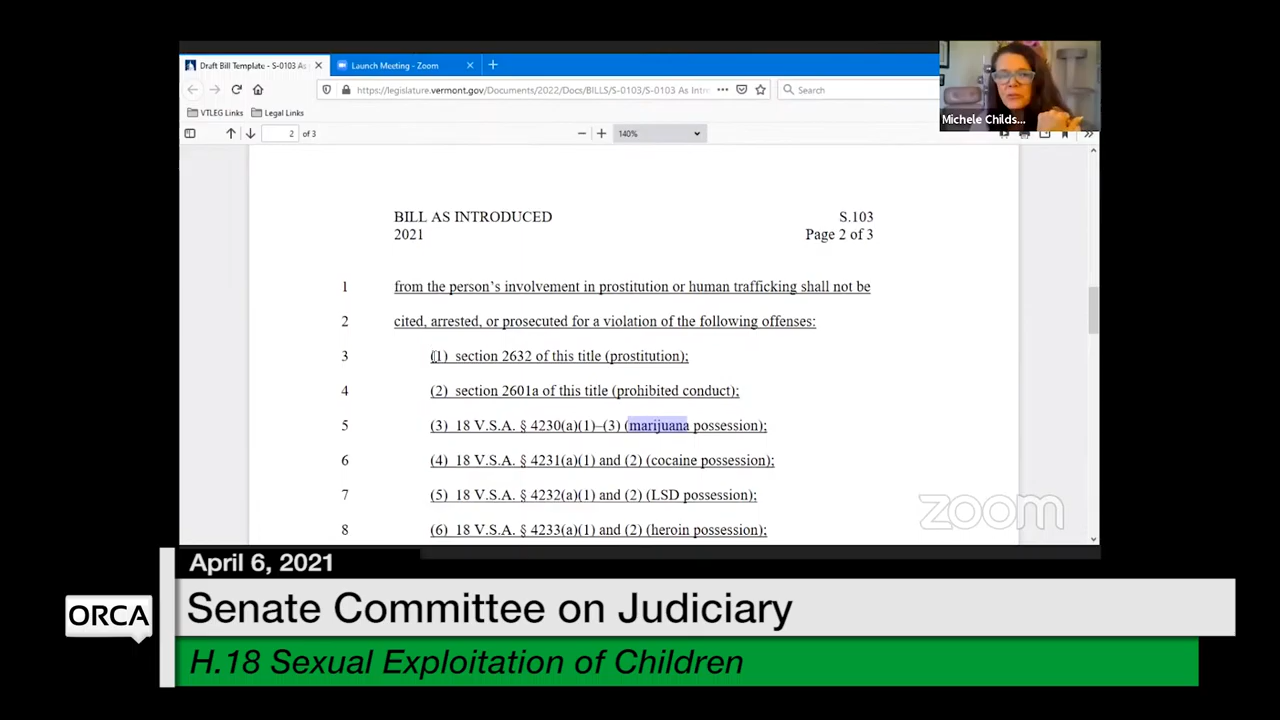 Draft Bill Template - S-0103 As
Launch Meeting - Zoom
https://legislature.vermont.gov/Documents/2022/Docs/BILLS/S-0103/S-0103 As Intr
Search
VTLEG Links
Legal Links
Michele Childs...
2 of 3
140%
BILL AS INTRODUCED S.103
2021 Page 2 of 3
1 from the person's involvement in prostitution or human trafficking shall not be
2 cited, arrested, or prosecuted for a violation of the following offenses:
3 (1) section 2632 of this title (prostitution);
4 (2) section 2601a of this title (prohibited conduct);
5 (3) 18 V.S.A. § 4230(a)(1)–(3) (marijuana possession);
6 (4) 18 V.S.A. § 4231(a)(1) and (2) (cocaine possession);
7 (5) 18 V.S.A. § 4232(a)(1) and (2) (LSD possession);
8 (6) 18 V.S.A. § 4233(a)(1) and (2) (heroin possession);
zoom
April 6, 2021
ORCA
Senate Committee on Judiciary
H.18 Sexual Exploitation of Children